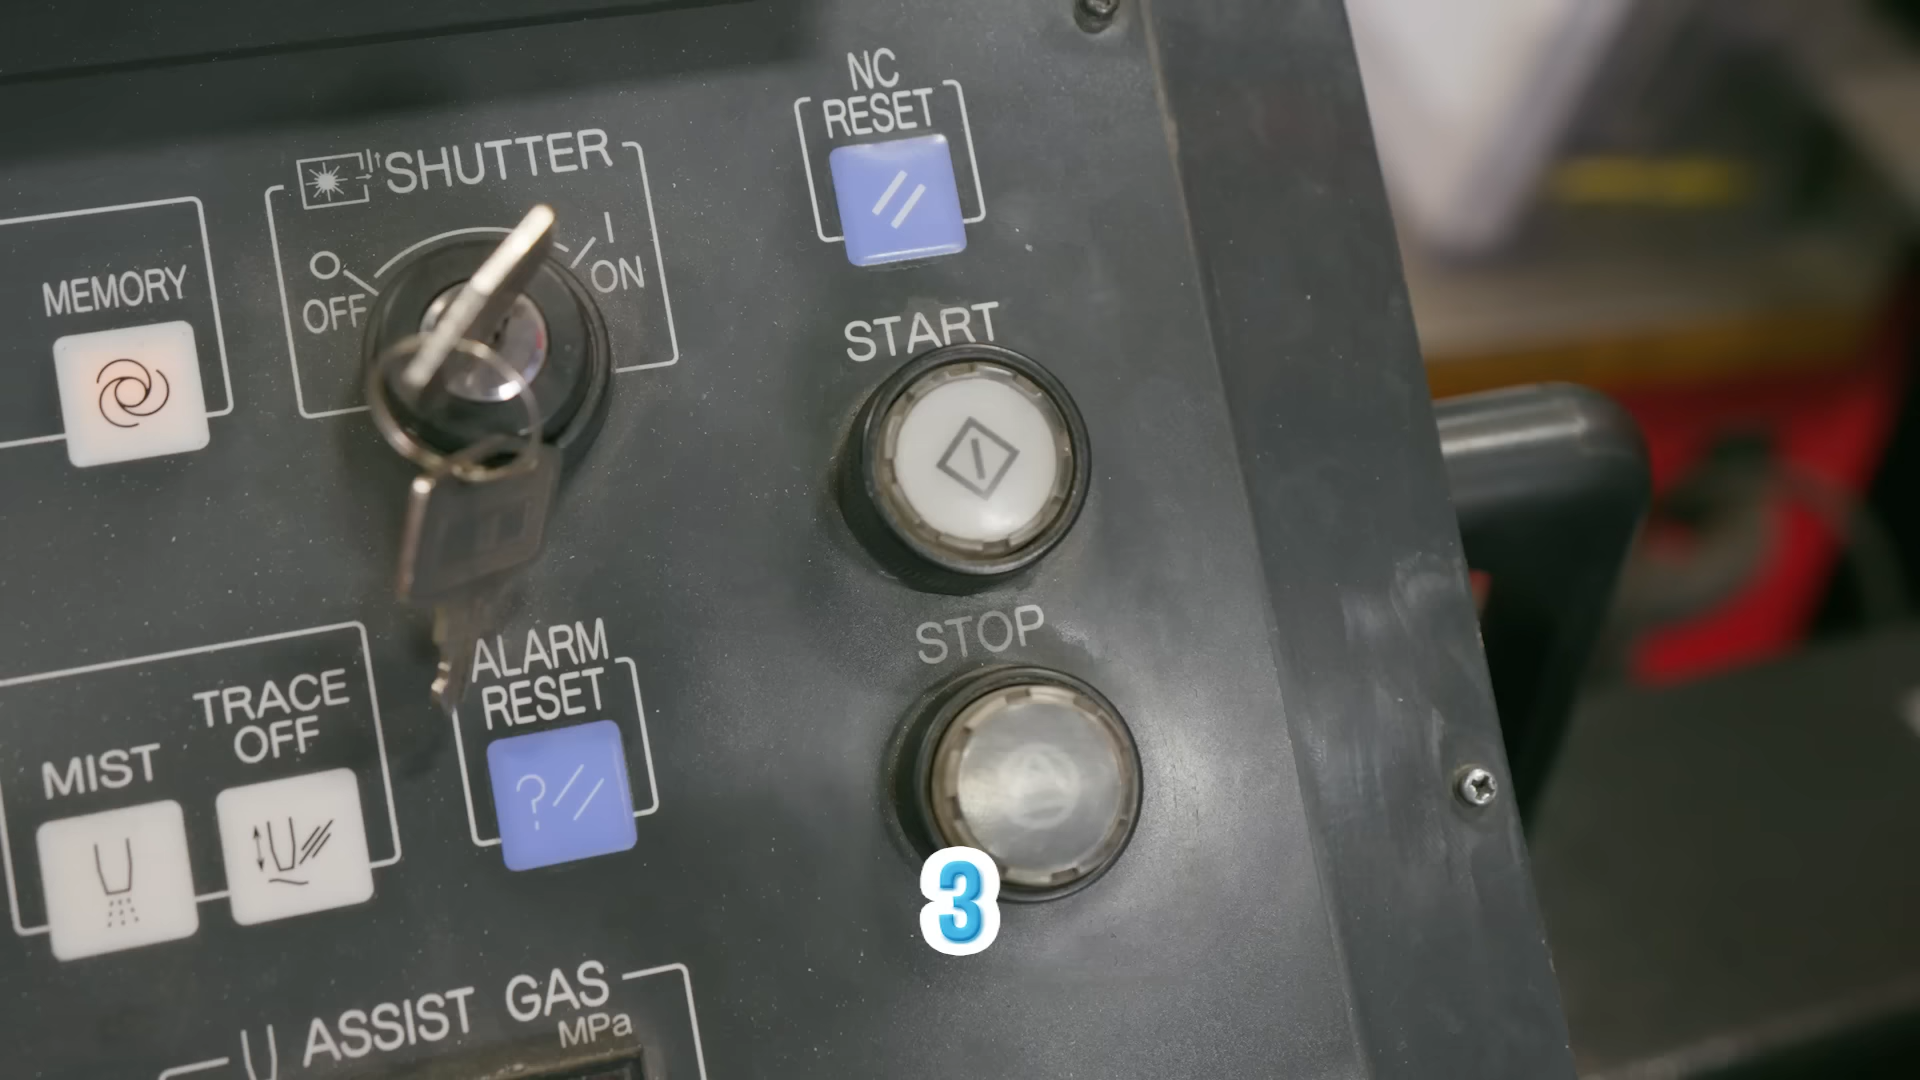 NC
RESET
SHUTTER
OFF
ON
MEMORY
START
STOP
ALARM
RESET
TRACE
OFF
MIST
?
3
ASSIST GAS
MPa